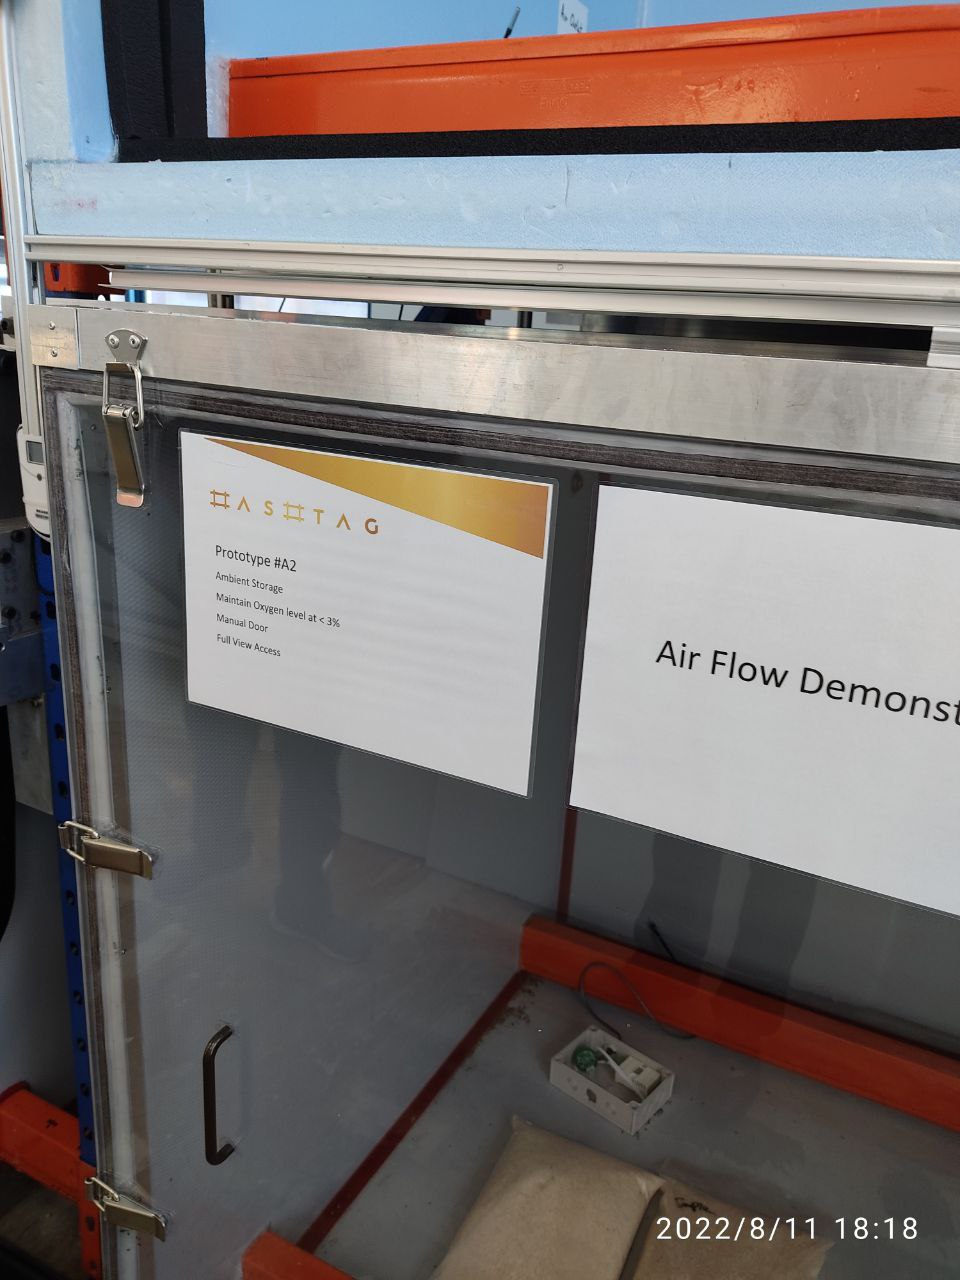 HASHTAG
Prototype #A2
Ambient Storage
Maintain Oxygen level at < 3%
Manual Door
Full View Access
Air Flow Demonst
2022/8/11 18:18